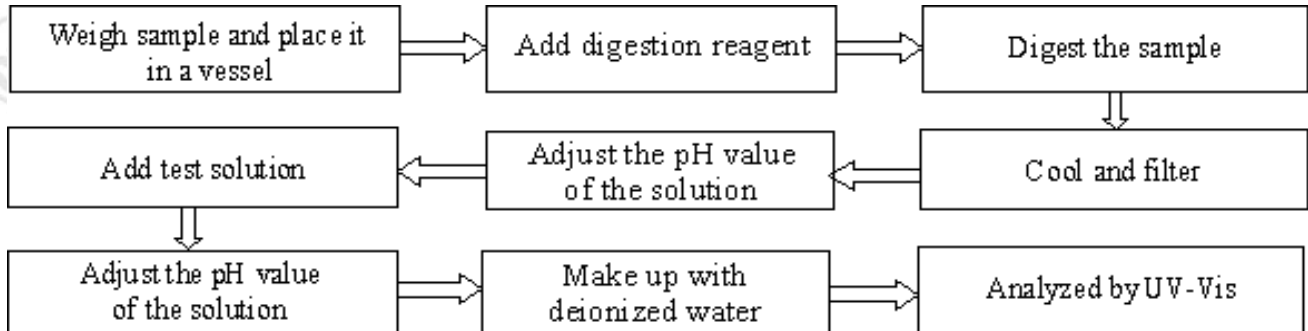 Weigh sample and place it
in a vessel
Add digestion reagent
Digest the sample
Cool and filter
Adjust the pH value
of the solution
Add test solution
Adjust the pH value
of the solution
Make up with
deionized water
Analyzed by UV-Vis